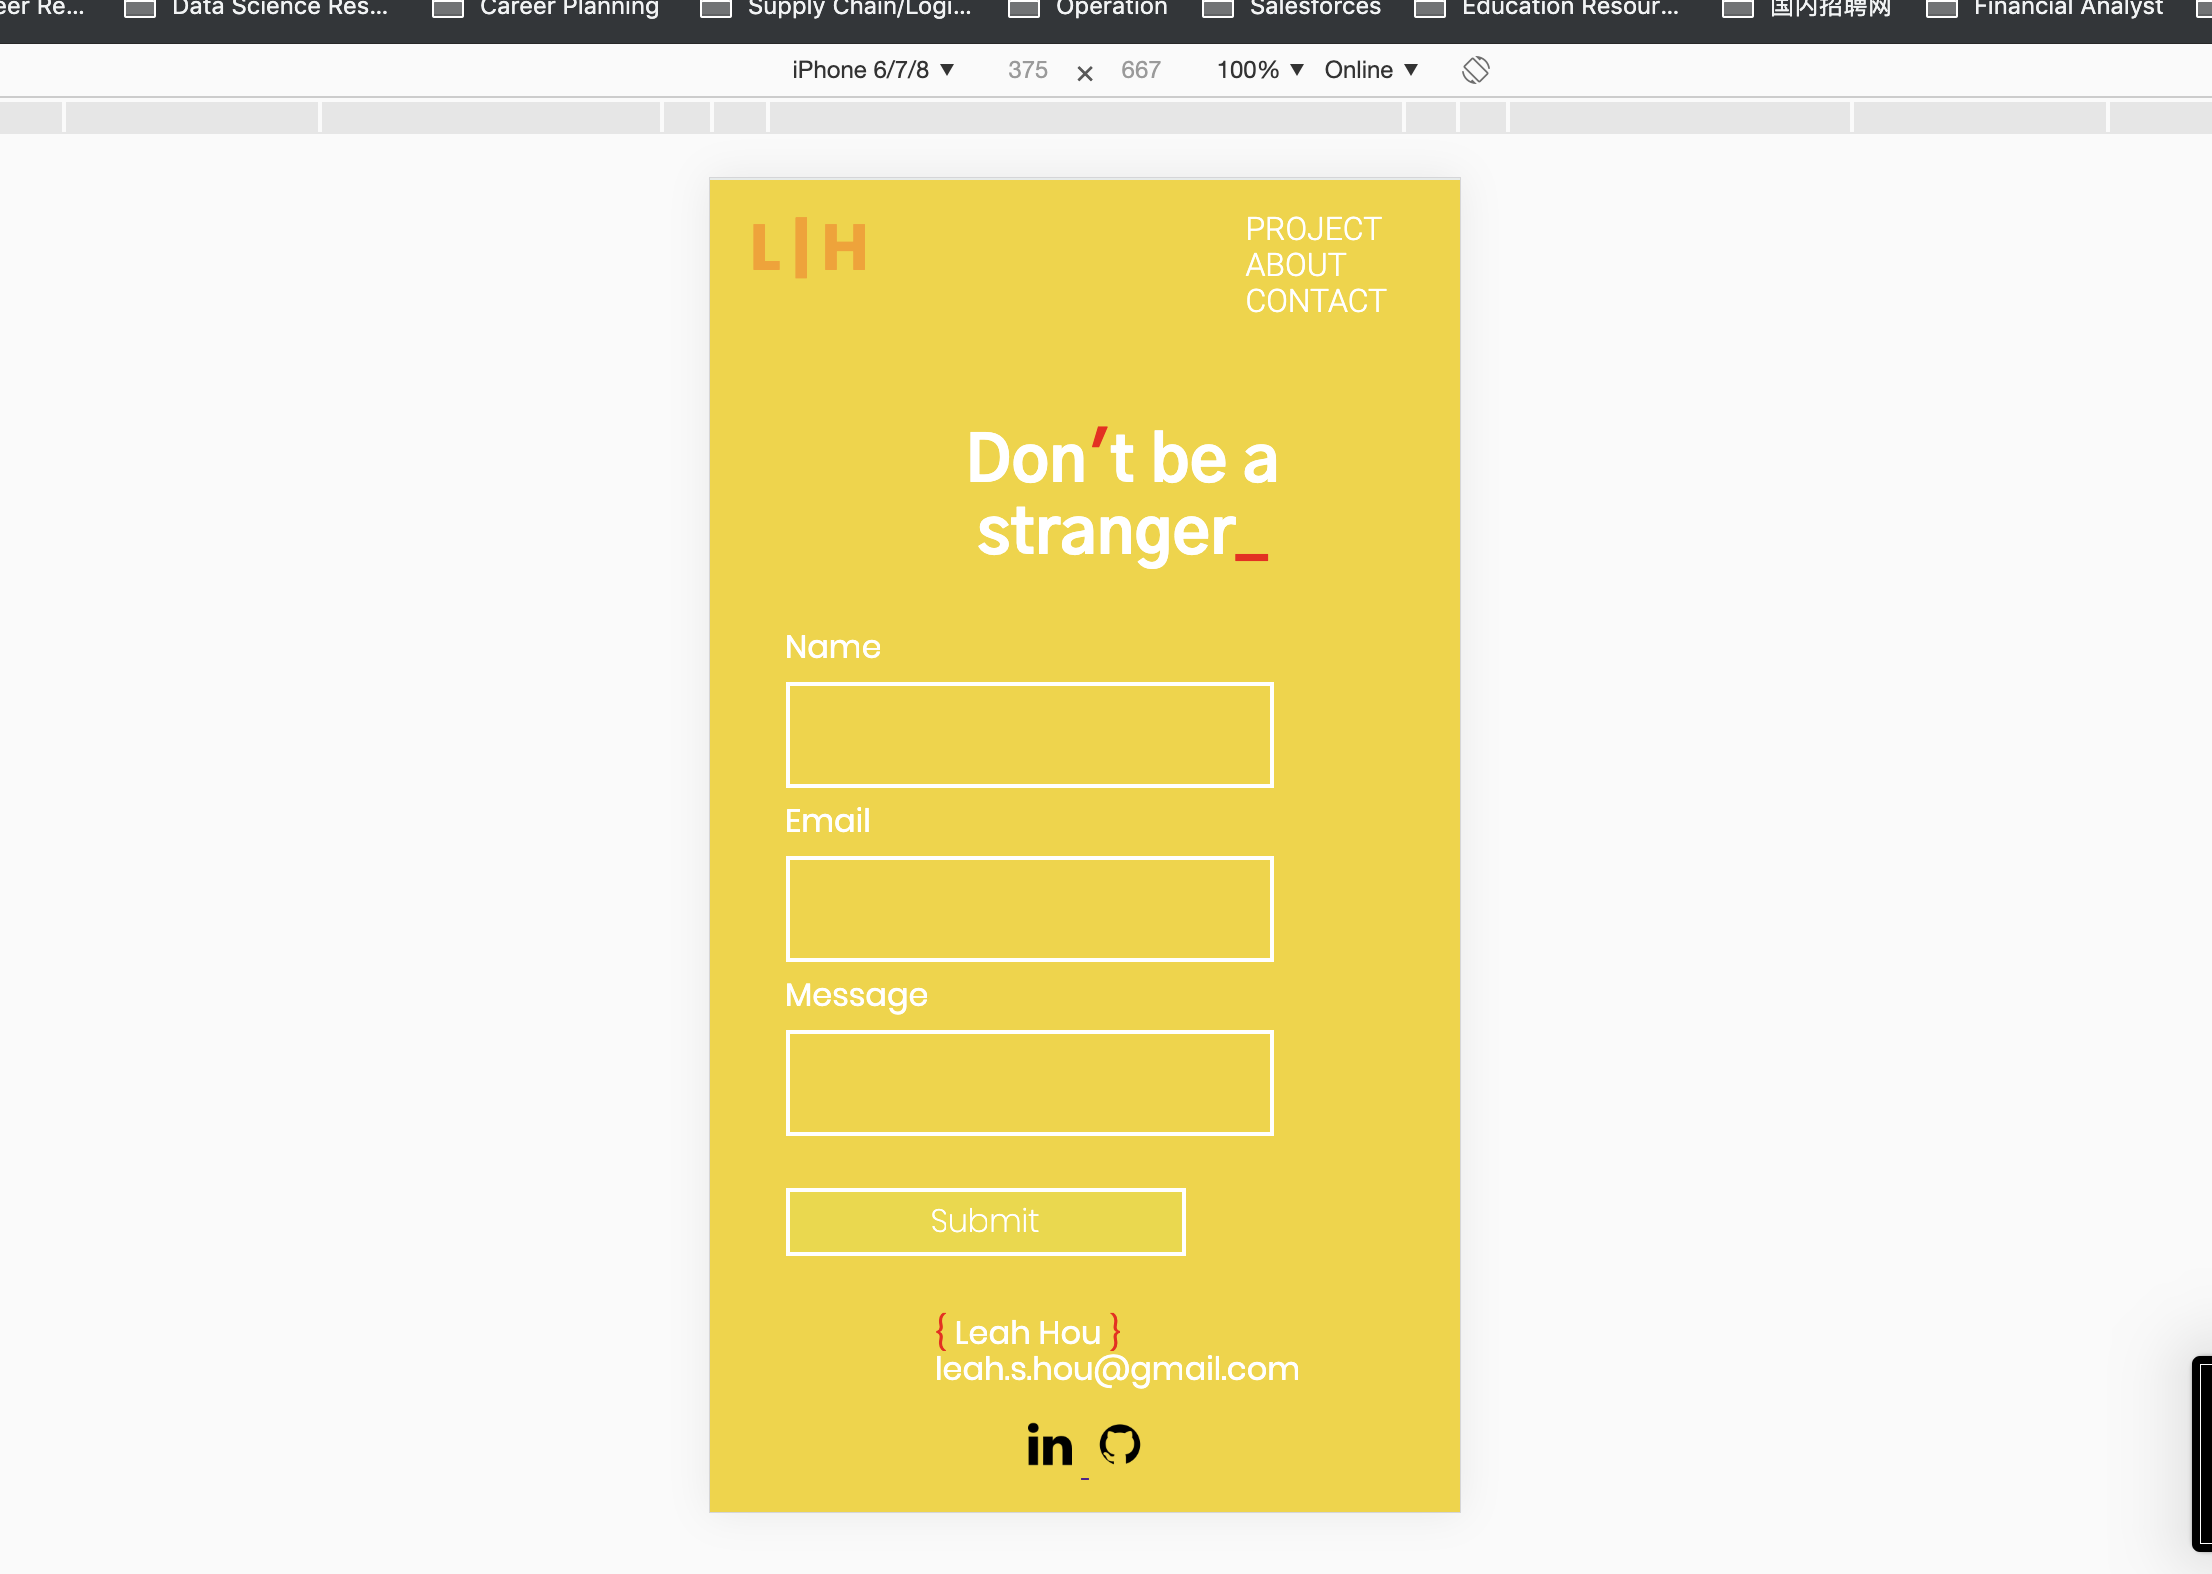 eer Re... Data Science Res... Career Planning Supply Chain/Logi... Operation Salesforces Education Resour... 国内招聘网 Financial Analyst
iPhone 6/7/8 ▼ 375 × 667 100% ▼ Online ▼
L|H
PROJECT
ABOUT
CONTACT
Don't be a
stranger_
Name
Email
Message
Submit
{ Leah Hou }
leah.s.hou@gmail.com
in